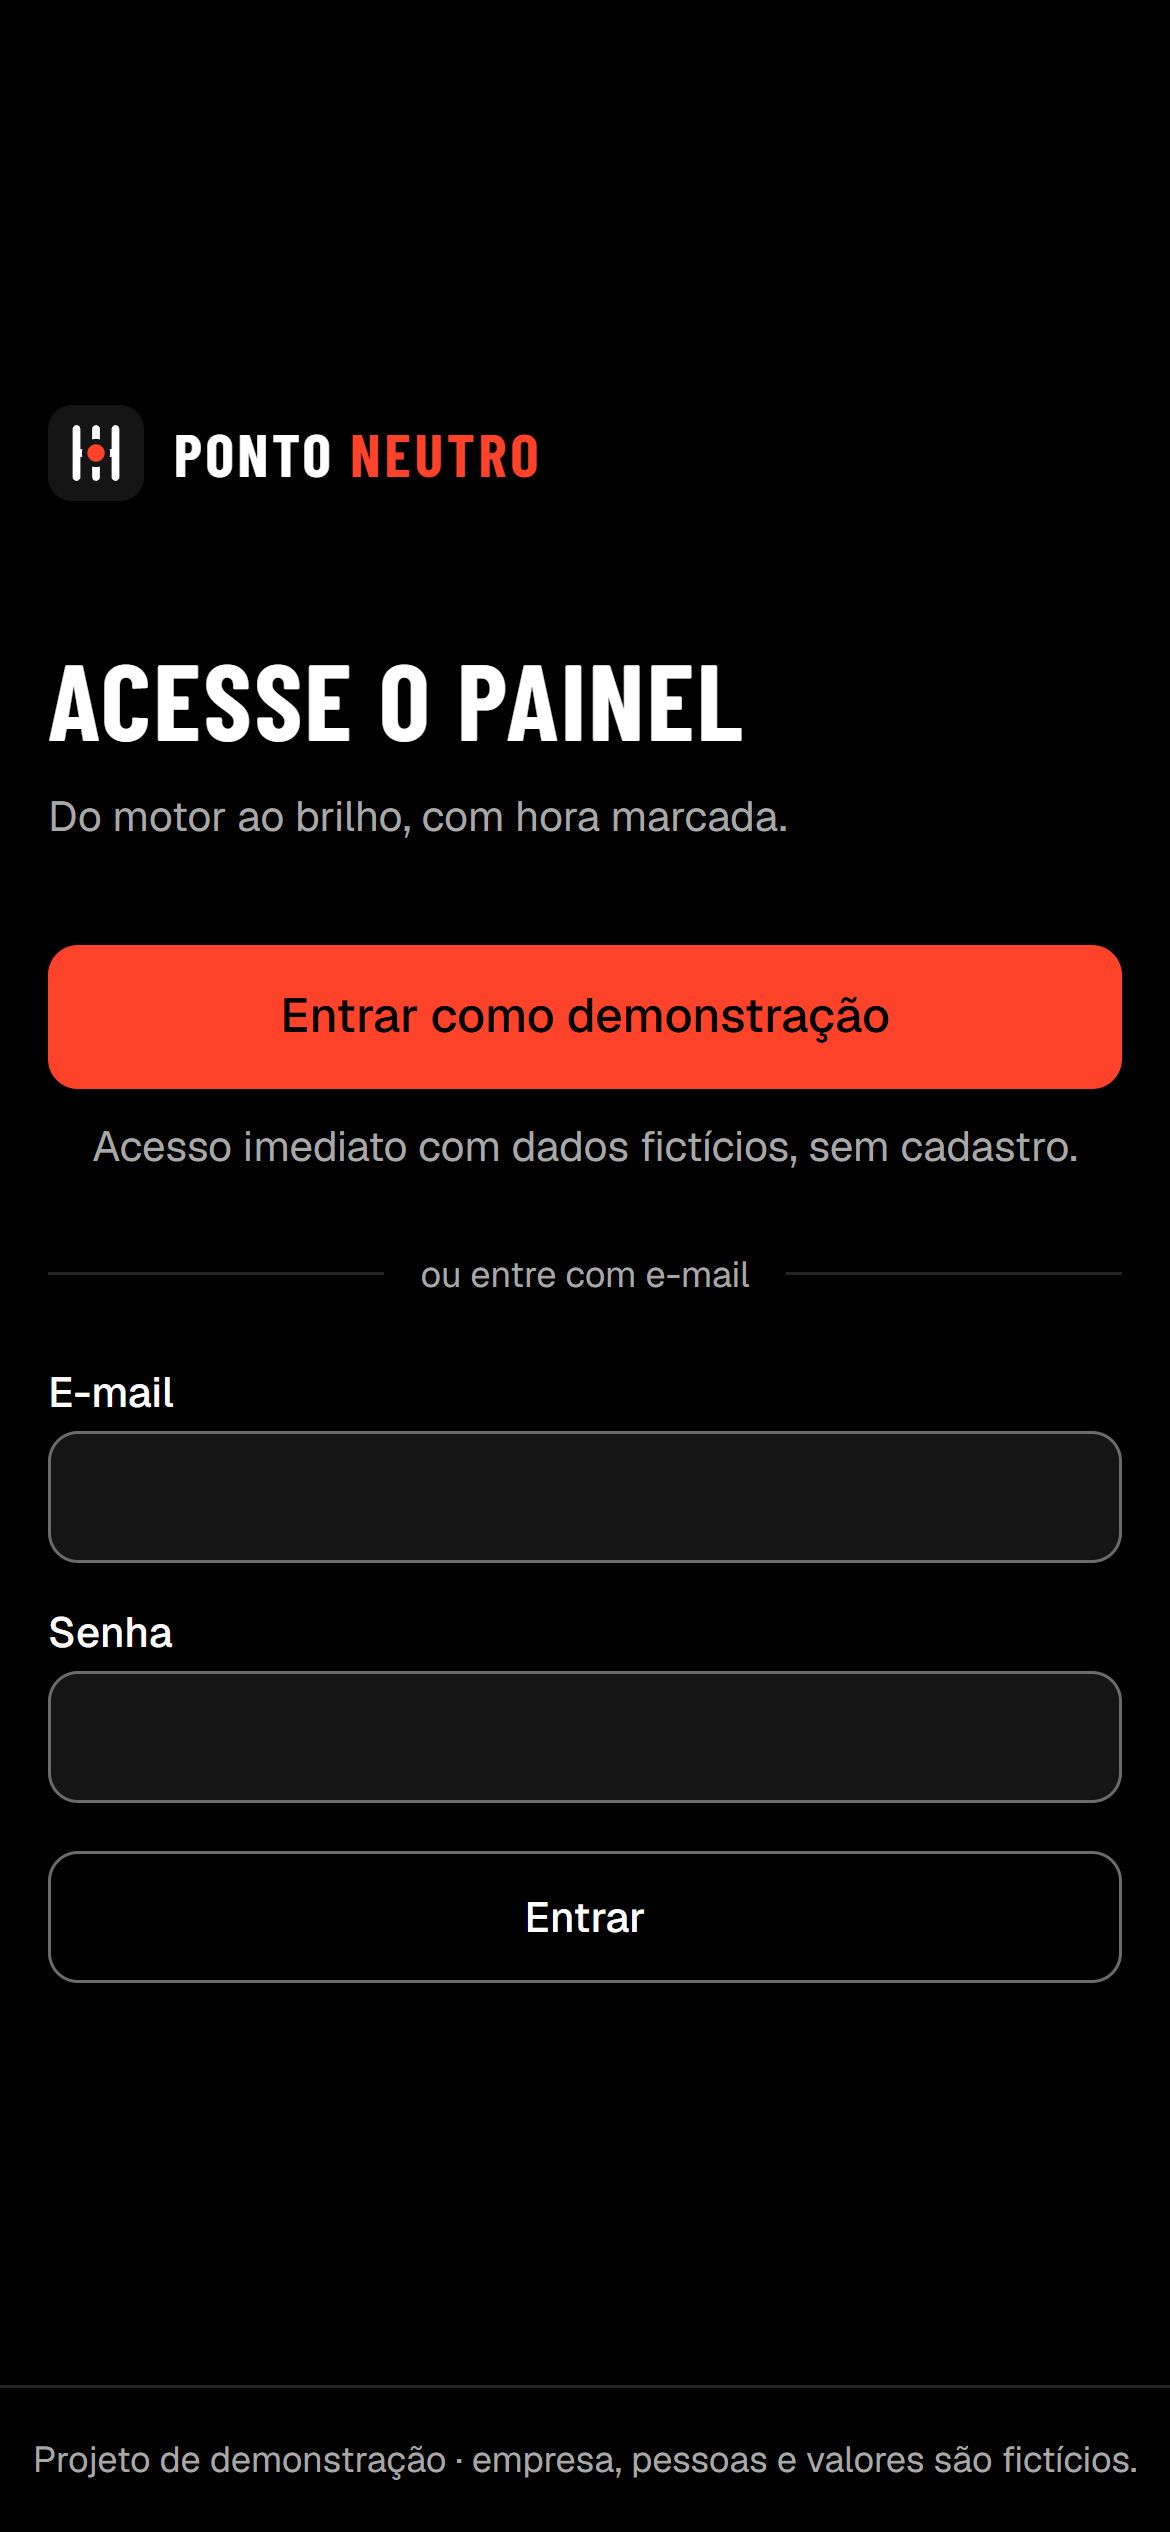 PONTO NEUTRO
ACESSE O PAINEL
Do motor ao brilho, com hora marcada.
Entrar como demonstração
Acesso imediato com dados fictícios, sem cadastro.
ou entre com e-mail
E-mail
Senha
Entrar
Projeto de demonstração · empresa, pessoas e valores são fictícios.